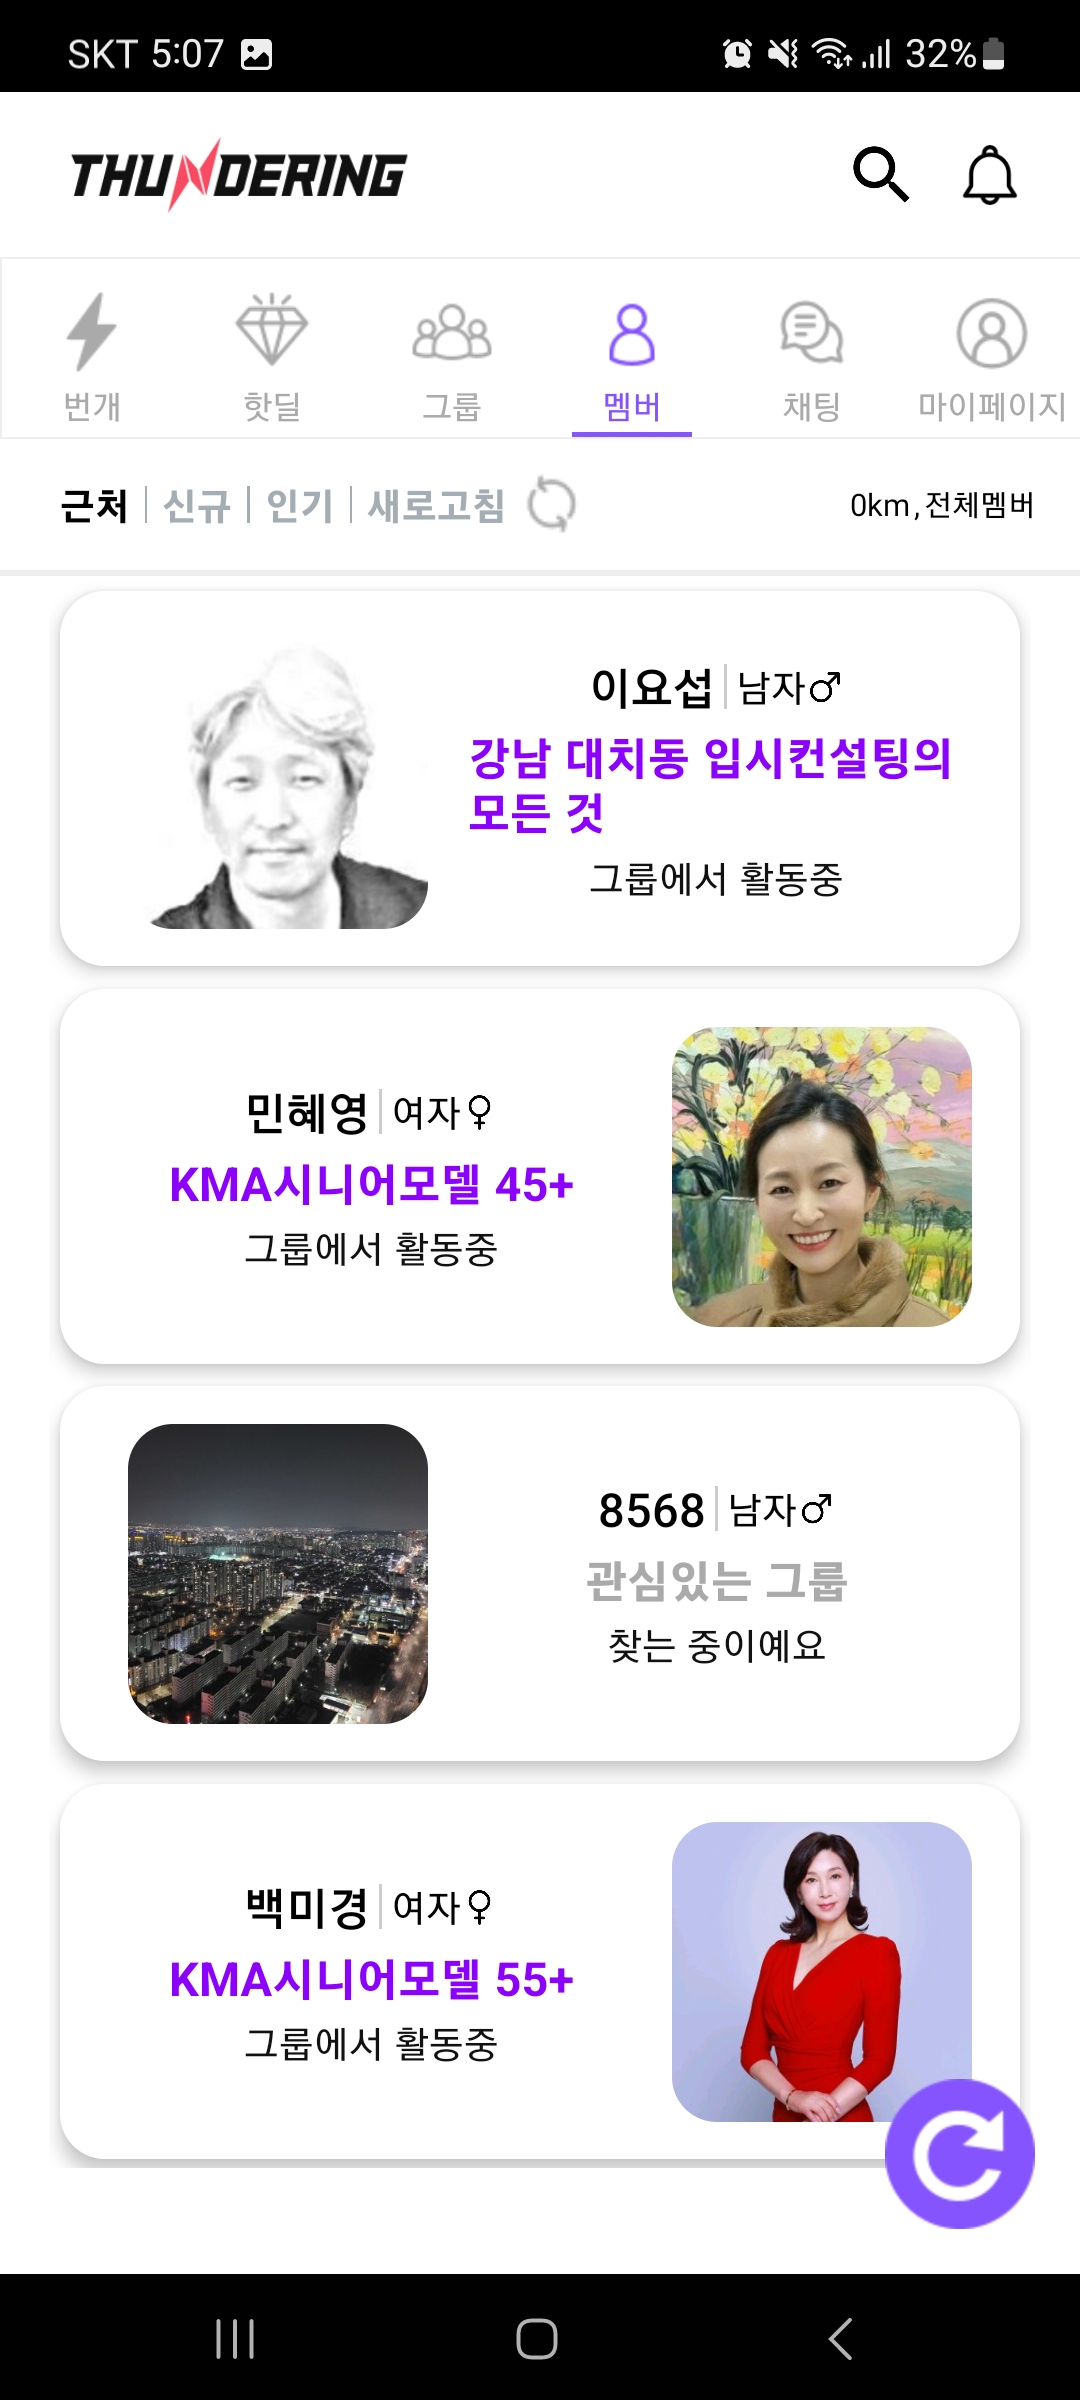 SKT 5:07
32%
THUNDERING
번개
핫딜
그룹
멤버
채팅
마이페이지
근처 | 신규 | 인기 | 새로고침
0km, 전체멤버
이요섭 | 남자♂
강남 대치동 입시컨설팅의
모든 것
그룹에서 활동중
민혜영 | 여자♀
KMA시니어모델 45+
그룹에서 활동중
8568 | 남자♂
관심있는 그룹
찾는 중이예요
백미경 | 여자♀
KMA시니어모델 55+
그룹에서 활동중